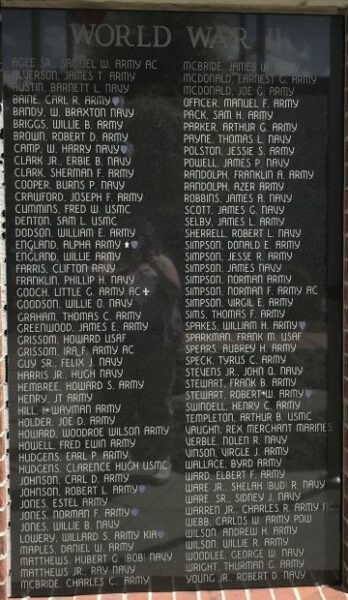 WORLD WAR II
AGEE SR., SAMUEL W. ARMY AC
ALVERSON, JAMES T. ARMY
AUSTIN, BARNETT L. NAVY
BAINE, CARL R. ARMY
BANDY, W. BRAXTON NAVY
BRIGGS, WILLIE B. ARMY
BROWN, ROBERT D. ARMY
CAMP, W. HARRY NAVY
CLARK JR., ERBIE B. NAVY
CLARK, SHERMAN F. ARMY
COOPER, BURNS P. NAVY
CRAWFORD, JOSEPH F. ARMY
CUMMINS, FRED W. USMC
DENTON, SAM L. USMC
DODSON, WILLIAM E. ARMY
ENGLAND, ALPHA ARMY
ENGLAND, WILLIE ARMY
FARRIS, CLIFTON NAVY
FRANKLIN, PHILLIP H. NAVY
GOOCH, LITTLE G. ARMY AC
GOODSON, WILLIE O. NAVY
GRAHAM, THOMAS C. ARMY
GREENWOOD, JAMES E. ARMY
GRISSOM, HOWARD USAF
GRISSOM, IRA F. ARMY AC
GUY SR., FELIX J. NAVY
HARRIS JR., HUGH NAVY
HEMBREE, HOWARD S. ARMY
HENRY, JT ARMY
HILL, WAYMAN ARMY
HOLDER, JOE D. ARMY
HOWARD, WOODROE WILSON ARMY
HOWELL, FRED EWIN ARMY
HUDGENS, EARL P. ARMY
HUDGENS, CLARENCE HUGH USMC
JOHNSON, CARL D. ARMY
JOHNSON, ROBERT L. ARMY
JONES, ESTEL ARMY
JONES, NORMAN F. ARMY
JONES, WILLIE B. NAVY
LOWERY, WILLARD S. ARMY KIA
MAPLES, DANIEL W. ARMY
MATTHEWS, HUBERT G. (BOB) NAVY
MATTHEWS JR., RAY NAVY
MCBRIDE, CHARLES G. ARMY
MCBRIDE, JAMES W. NAVY
MCDONALD, EARNEST G. ARMY
MCDONALD, JOE G. ARMY
OFFICER, MANUEL F. ARMY
PACK, SAM H. ARMY
PARKER, ARTHUR G. ARMY
PAYNE, THOMAS L. NAVY
POLSTON, JESSIE S. ARMY
POWELL, JAMES P. NAVY
RANDOLPH, FRANKLIN A. ARMY
RANDOLPH, AZER ARMY
ROBBINS, JAMES A. NAVY
SCOTT, JAMES G. NAVY
SELBY, JAMES L. ARMY
SHERRELL, ROBERT L. NAVY
SIMPSON, DONALD E. ARMY
SIMPSON, JESSE R. ARMY
SIMPSON, JAMES NAVY
SIMPSON, NORMAN ARMY
SIMPSON, NORMAN F. ARMY AC
SIMPSON, VIRGIL E. ARMY
SIMS, THOMAS F. ARMY
SPAKES, WILLIAM H. ARMY
SPARKMAN, FRANK M. USAF
SPEARS, AUBREY H. ARMY
SPECK, TYRUS C. ARMY
STEVENS JR., JOHN Q. NAVY
STEWART, FRANK B. ARMY
STEWART, ROBERT W. ARMY
SWINDELL, HENRY C. ARMY
TEMPLETON, ARTHUR B. USMC
VAUGHN, REX MERCHANT MARINES
VERBLE, NOLEN R. NAVY
VINSON, VIRGLE J. ARMY
WALLACE, BYRD ARMY
WARD, ELBERT F. ARMY
WARE JR., SHELAH (BUD) R. NAVY
WARE SR., SIDNEY J. NAVY
WARREN JR., CHARLES R. ARMY AC
WEBB, CARLOS W. ARMY POW
WILSON, ANDREW H. ARMY
WILSON, WILLIE R. ARMY
WOODLEE, GEORGE W. NAVY
WRIGHT, THURMAN G. ARMY
YOUNG JR., ROBERT D. NAVY